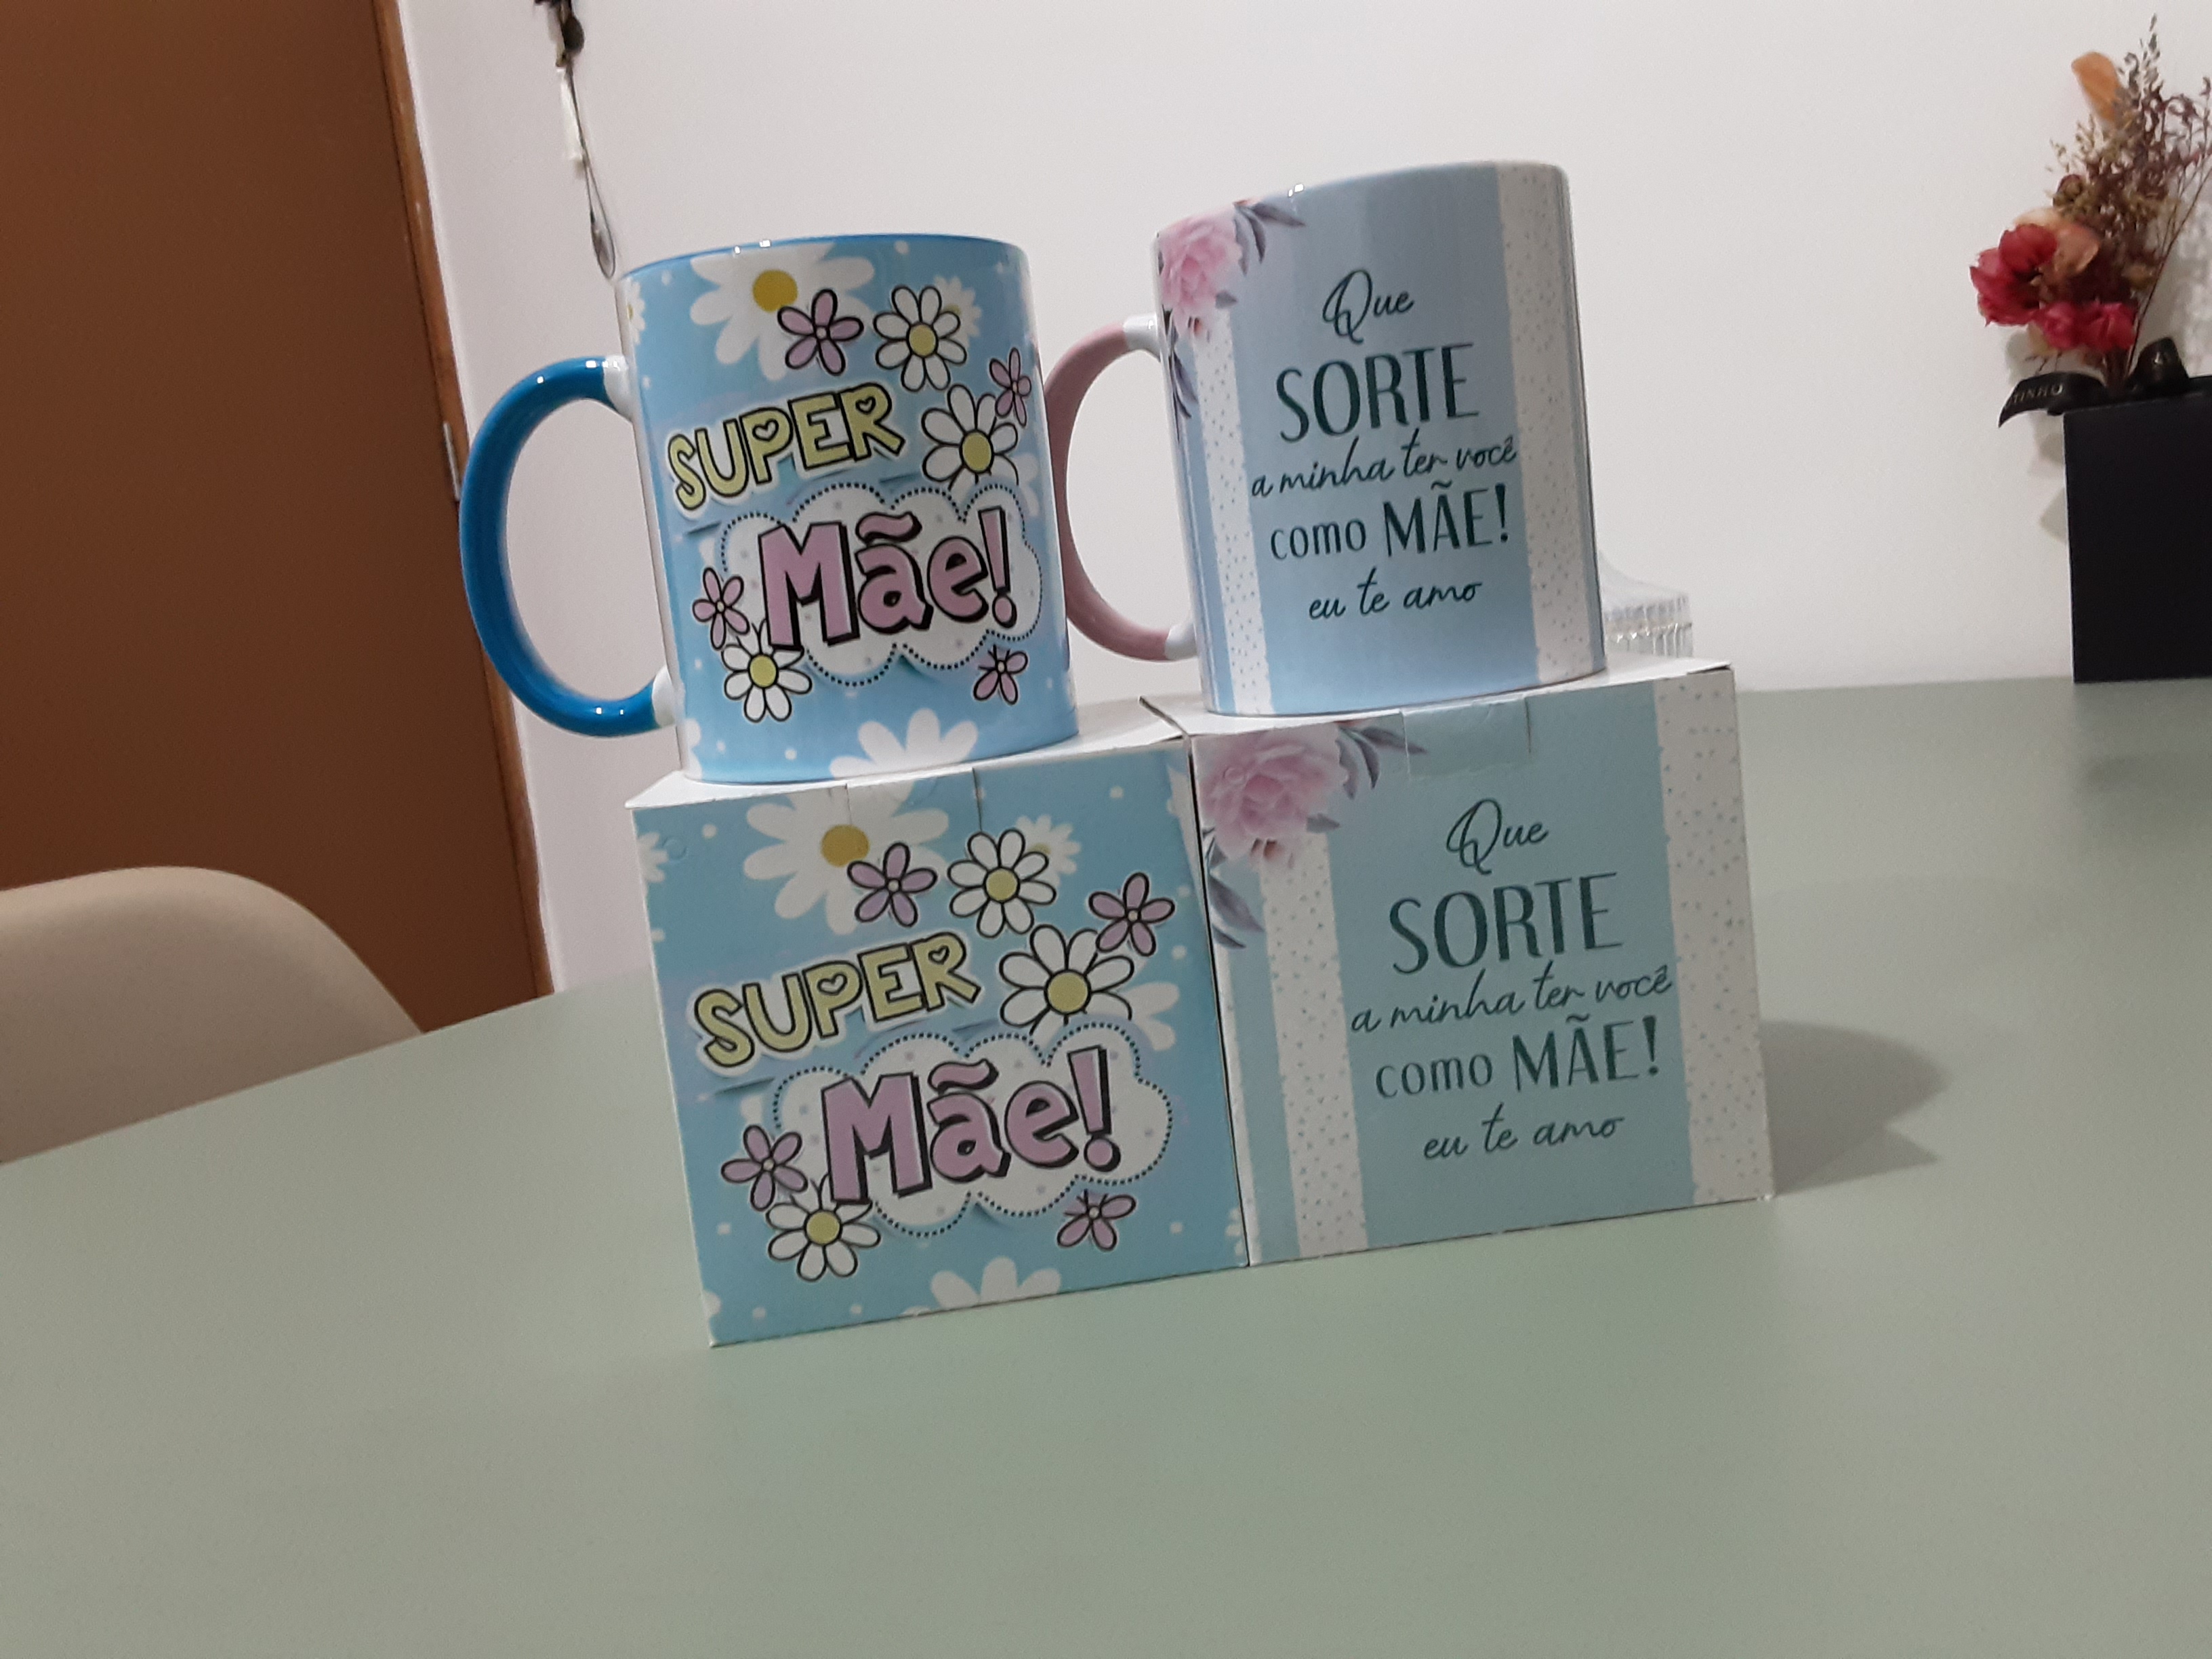 SUPER
Mãe!
Que
SORTE
a minha ter você
como MÃE!
eu te amo
SUPER
Mãe!
Que
SORTE
a minha ter você
como MÃE!
eu te amo